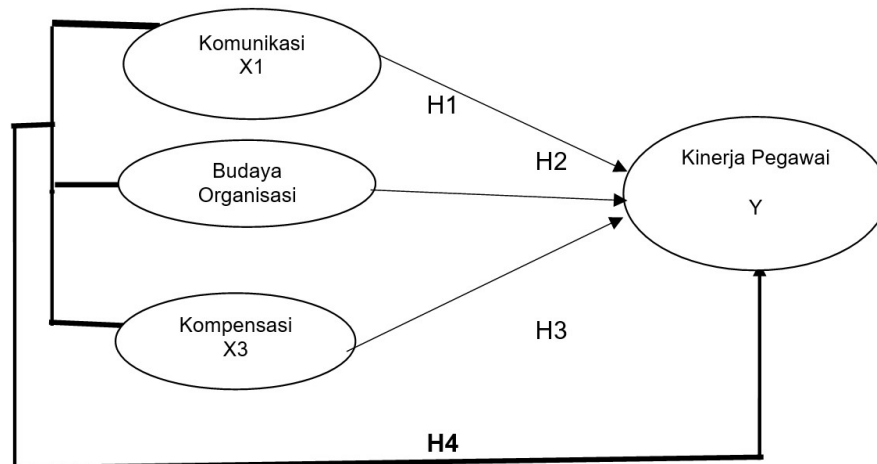 Komunikasi
X1
H1
H2
Budaya
Organisasi
Kinerja Pegawai
Y
Kompensasi
X3
H3
H4